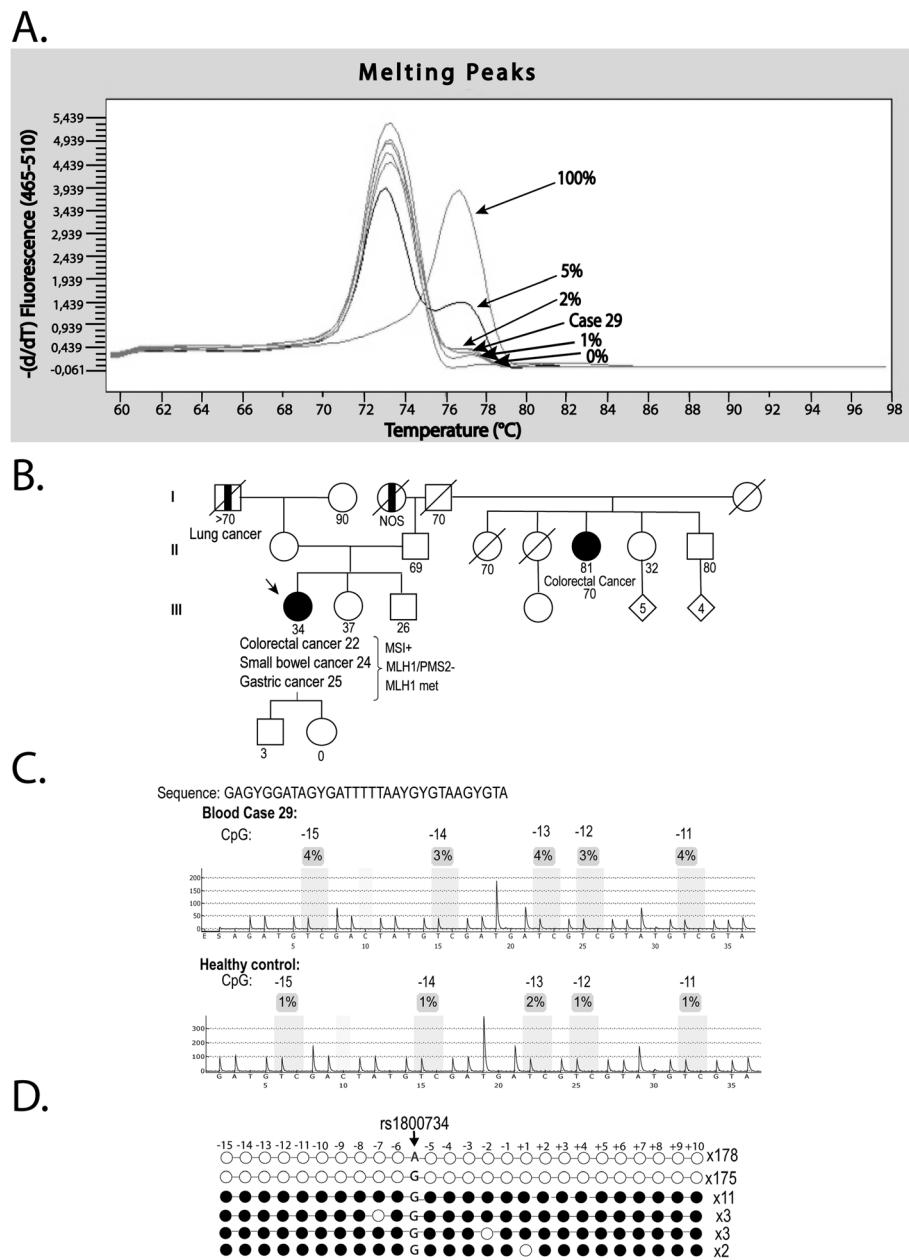 A.
Melting Peaks
-(d/dT) Fluorescence (465-510)
5,439
4,939
4,439
3,939
3,439
2,939
2,439
1,939
1,439
0,939
0,439
-0,061
100%
5%
2%
Case 29
1%
0%
60 62 64 66 68 70 72 74 76 78 80 82 84 86 88 90 92 94 96 98
Temperature (°C)
B.
I
>70
Lung cancer
90
NOS
70
II
69
70
81
Colorectal Cancer
70
32
80
III
34
37
26
5
4
Colorectal cancer 22
Small bowel cancer 24
Gastric cancer 25
MSI+
MLH1/PMS2-
MLH1 met
3
0
C.
Sequence: GAGYGGATAGYGATTTTTAAYGYGTAAGYGTA
Blood Case 29:
CpG: -15 -14 -13 -12 -11
4% 3% 4% 3% 4%
200
150
100
50
0
E S A G A T G T C G A C T A T G T C G A T G A T C G T C G T A T G T C G T A
5 10 15 20 25 30 35
Healthy control:
CpG: -15 -14 -13 -12 -11
1% 1% 2% 1% 1%
300
200
100
0
G A T G T C G A C T A T G T C G A T G A T C G T C G T A T G T C G T A
5 10 15 20 25 30 35
D.
rs1800734
-15 -14 -13 -12 -11 -10 -9 -8 -7 -6 -5 -4 -3 -2 -1 +1 +2 +3 +4 +5 +6 +7 +8 +9 +10
A x178
G x175
G x11
G x3
G x3
G x2